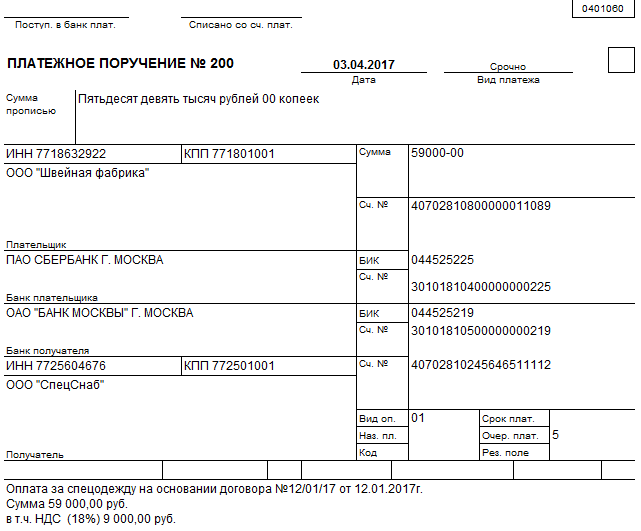 0401060
Поступ. в банк плат. Списано со сч. плат.
ПЛАТЕЖНОЕ ПОРУЧЕНИЕ № 200 03.04.2017 Срочно
Дата Вид платежа
Сумма прописью Пятьдесят девять тысяч рублей 00 копеек
ИНН 7718632922 КПП 771801001 Сумма 59000-00
ООО "Швейная фабрика"
Сч. № 40702810800000011089
Плательщик
ПАО СБЕРБАНК Г. МОСКВА БИК 044525225
Сч. № 30101810400000000225
Банк плательщика
ОАО "БАНК МОСКВЫ" Г. МОСКВА БИК 044525219
Сч. № 30101810500000000219
Банк получателя
ИНН 7725604676 КПП 772501001 Сч. № 40702810245646511112
ООО "СпецСнаб"
Вид оп. 01 Срок плат.
Наз. пл. Очер. плат. 5
Получатель Код Рез. поле
Оплата за спецодежду на основании договора №12/01/17 от 12.01.2017г.
Сумма 59 000,00 руб.
в т.ч. НДС (18%) 9 000,00 руб.